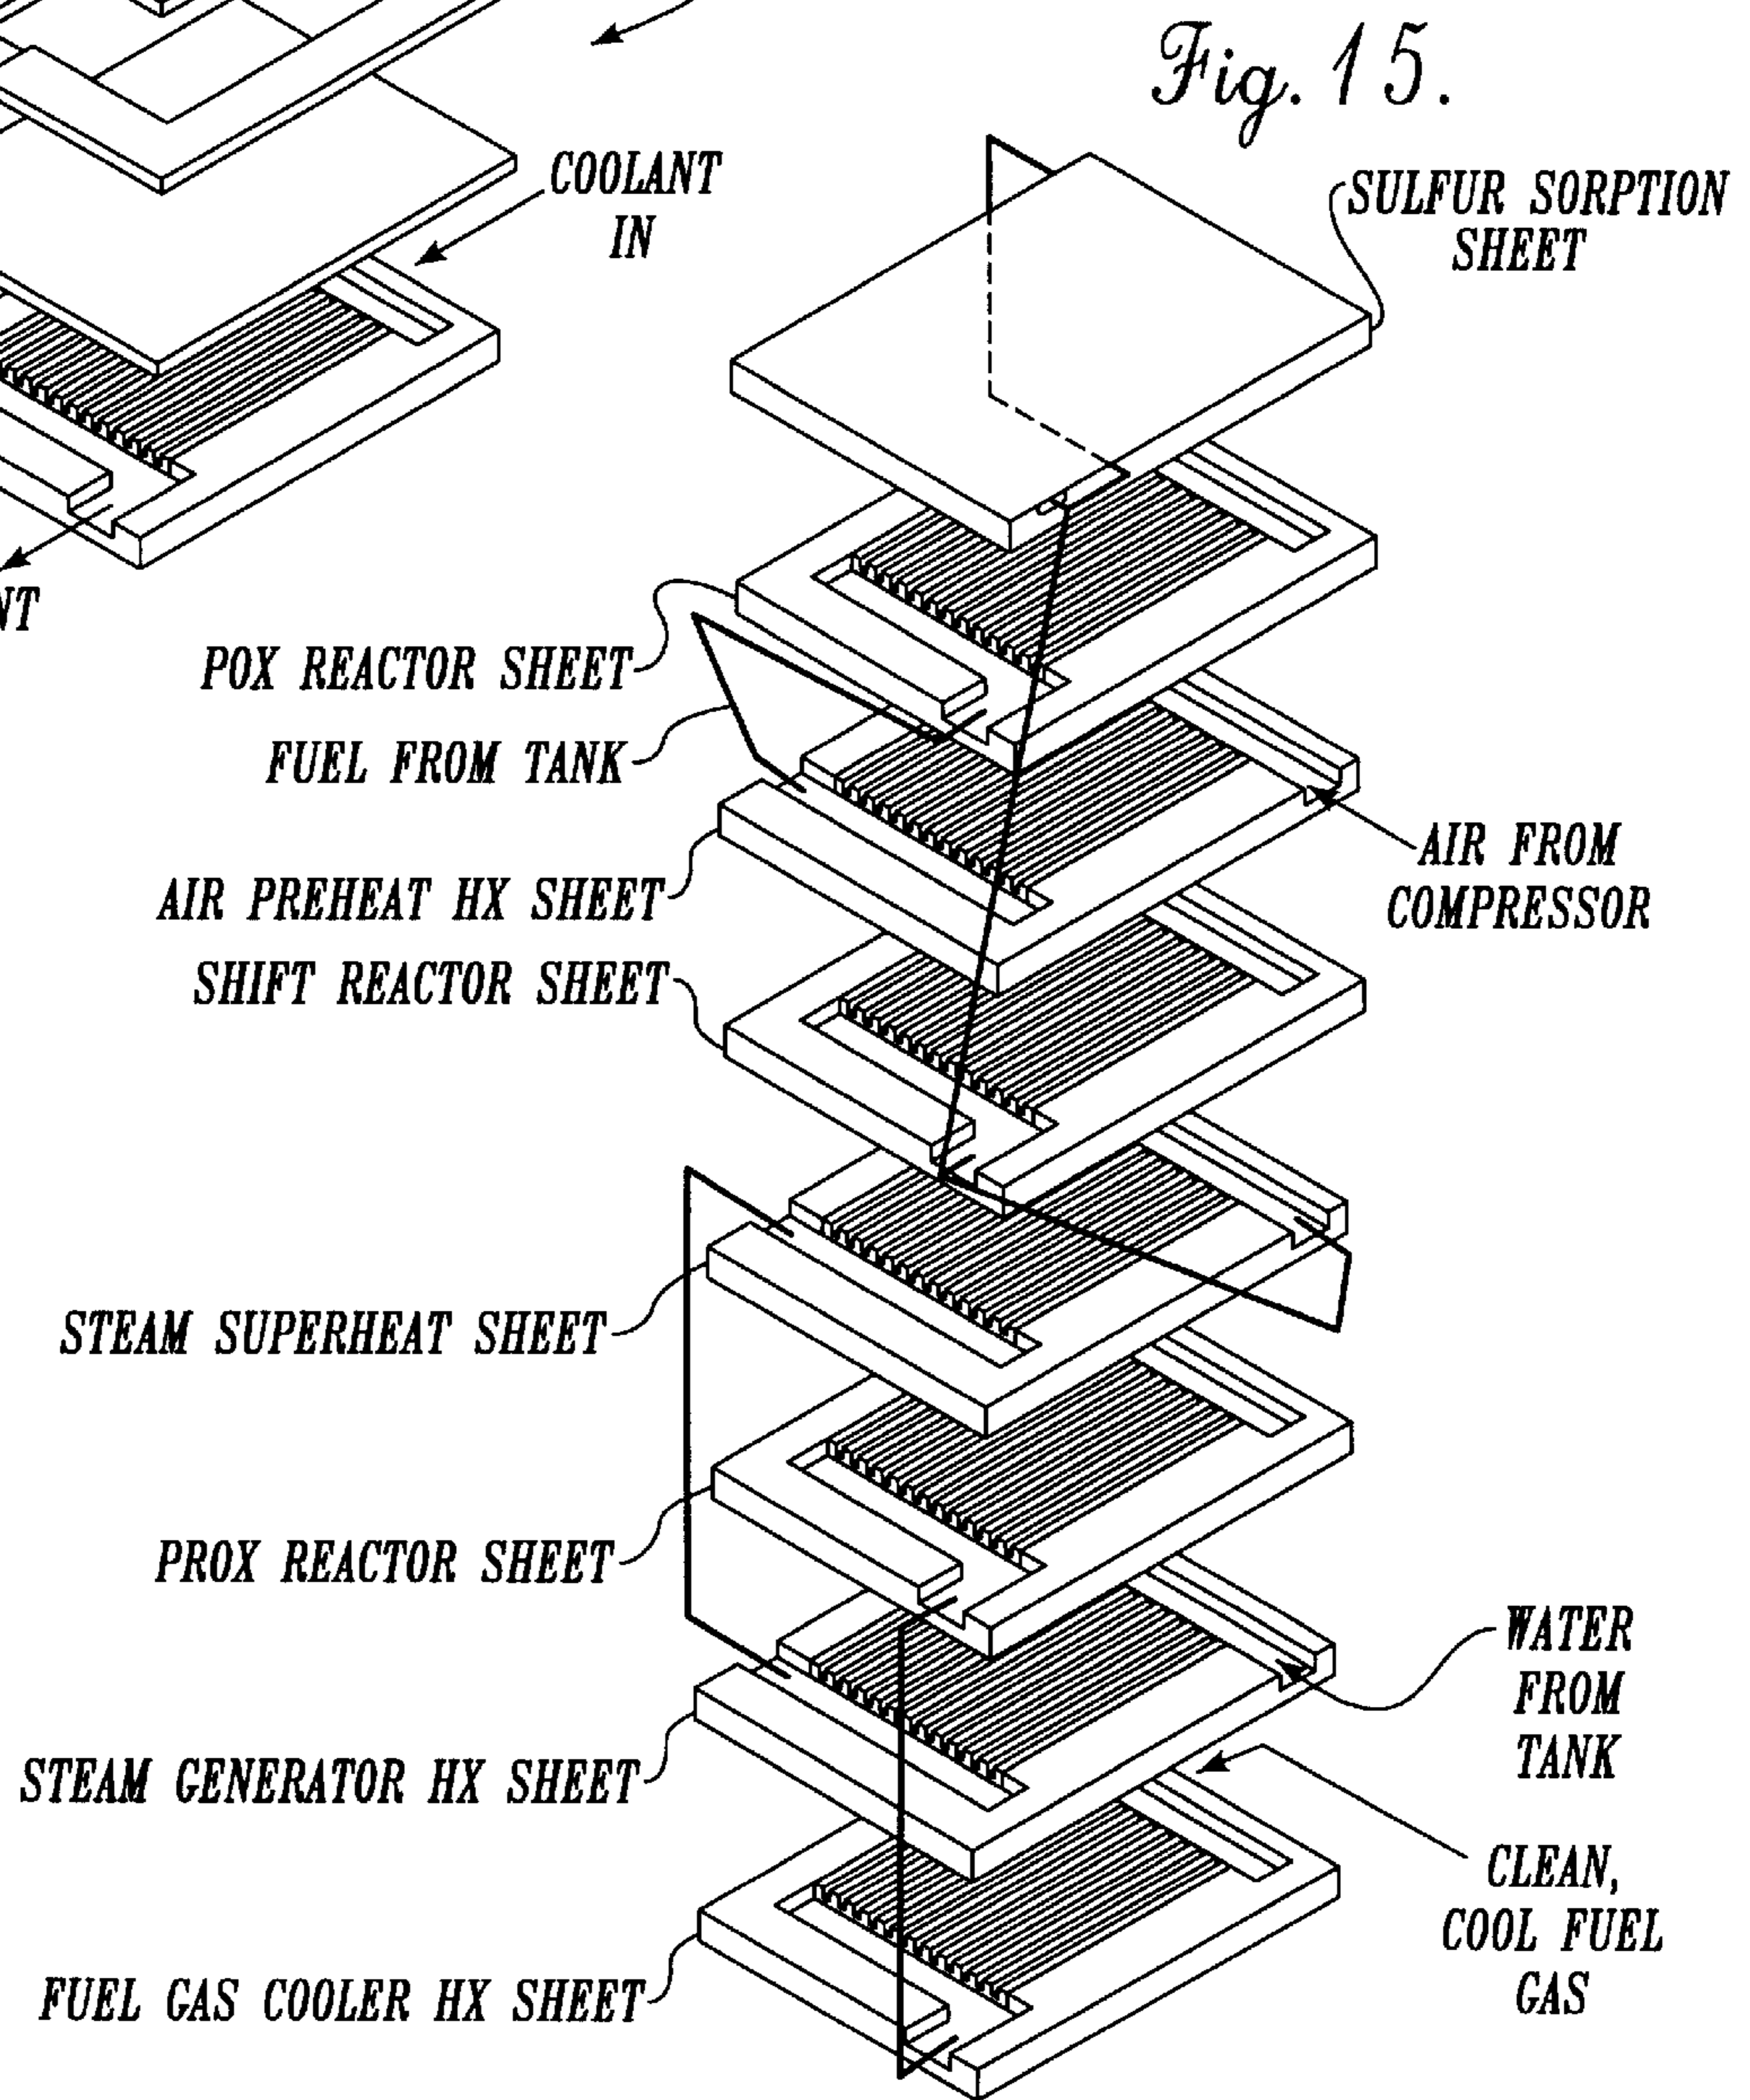 Fig. 15.
COOLANT
IN
SULFUR SORPTION
SHEET
NT
POX REACTOR SHEET
FUEL FROM TANK
AIR FROM
COMPRESSOR
AIR PREHEAT HX SHEET
SHIFT REACTOR SHEET
STEAM SUPERHEAT SHEET
PROX REACTOR SHEET
WATER
FROM
TANK
STEAM GENERATOR HX SHEET
CLEAN,
COOL FUEL
GAS
FUEL GAS COOLER HX SHEET